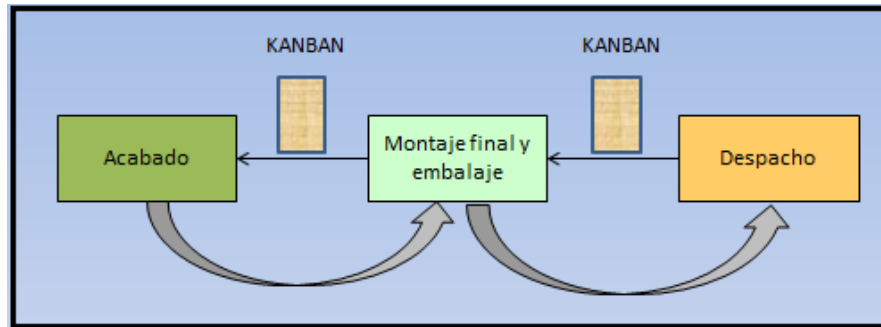 KANBAN
KANBAN
Acabado
Montaje final y
embalaje
Despacho